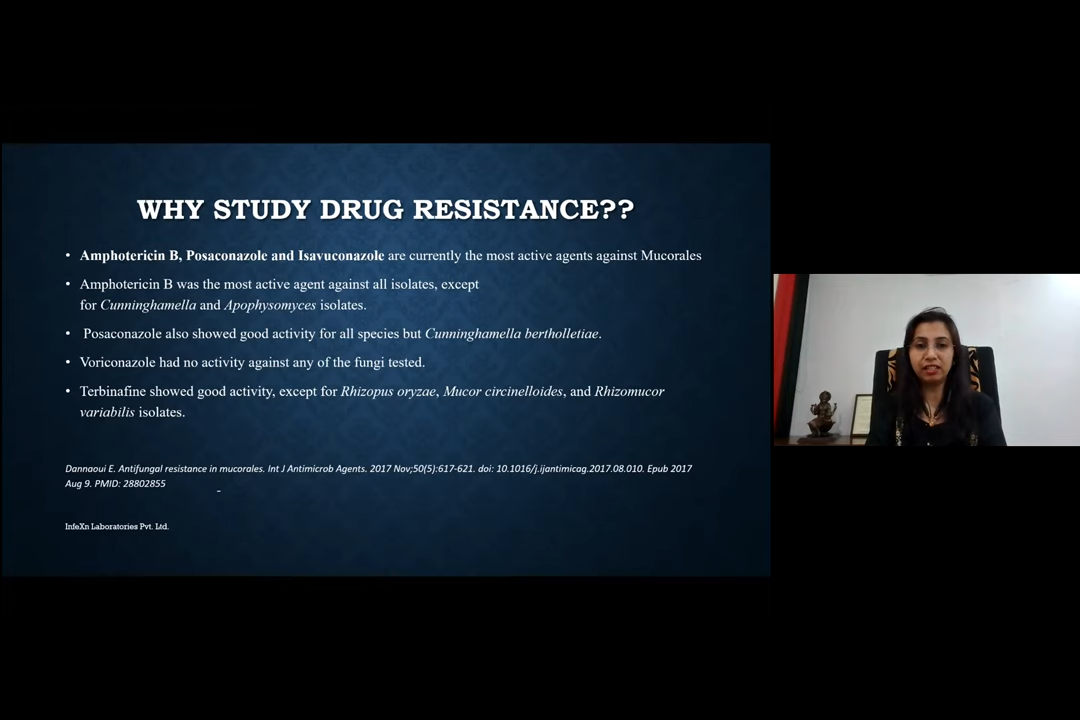 WHY STUDY DRUG RESISTANCE??
• Amphotericin B, Posaconazole and Isavuconazole are currently the most active agents against Mucorales
• Amphotericin B was the most active agent against all isolates, except
for Cunninghamella and Apophysomyces isolates.
• Posaconazole also showed good activity for all species but Cunninghamella bertholletiae.
• Voriconazole had no activity against any of the fungi tested.
• Terbinafine showed good activity, except for Rhizopus oryzae, Mucor circinelloides, and Rhizomucor
variabilis isolates.
Dannaoui E. Antifungal resistance in mucorales. Int J Antimicrob Agents. 2017 Nov;50(5):617-621. doi: 10.1016/j.ijantimicag.2017.08.010. Epub 2017
Aug 9. PMID: 28802855
InfeXn Laboratories Pvt. Ltd.